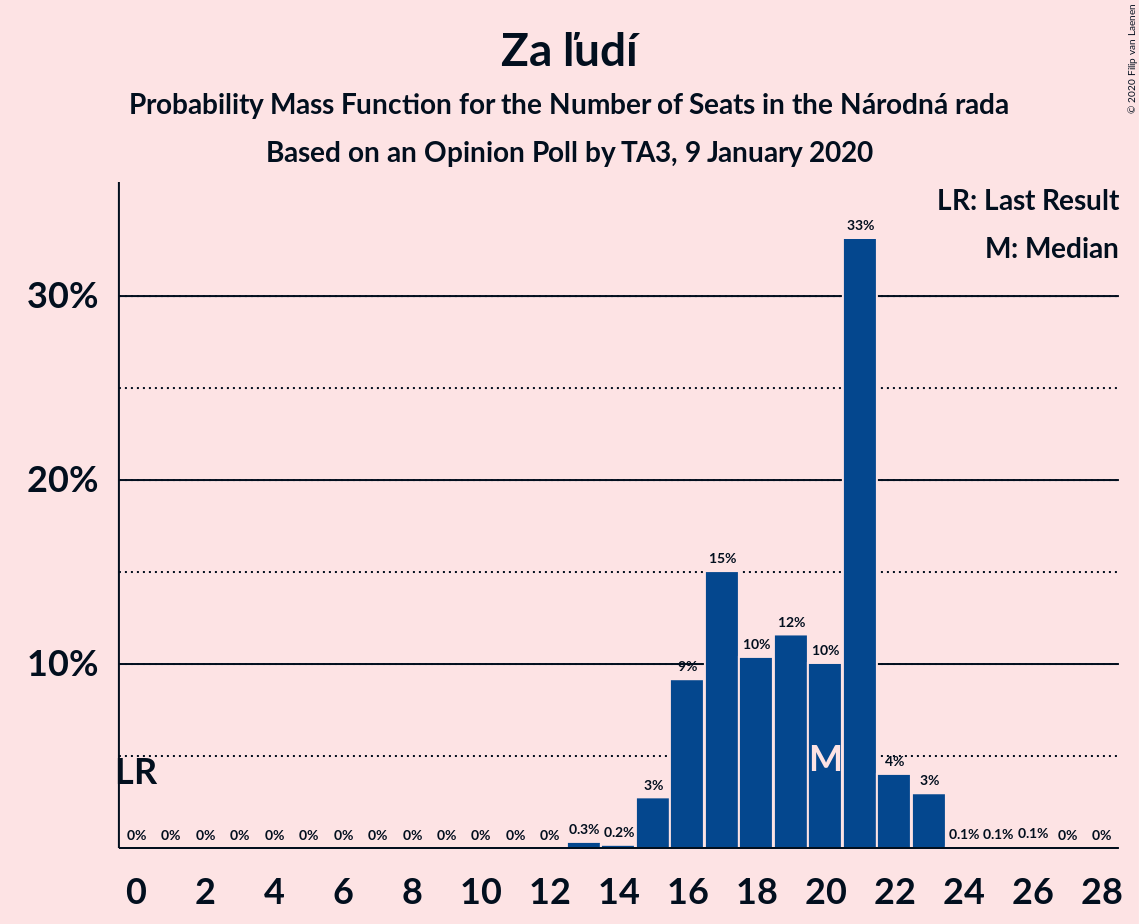 Za ľudí
Probability Mass Function for the Number of Seats in the Národná rada
Based on an Opinion Poll by TA3, 9 January 2020
© 2020 Filip van Laenen
LR: Last Result
M: Median
30%
20%
10%
33%
15%
12%
10%
10%
9%
4%
3%
3%
LR
M
0% 0% 0% 0% 0% 0% 0% 0% 0% 0% 0% 0% 0% 0.3% 0.2% 0.1% 0.1% 0.1% 0% 0%
0 2 4 6 8 10 12 14 16 18 20 22 24 26 28